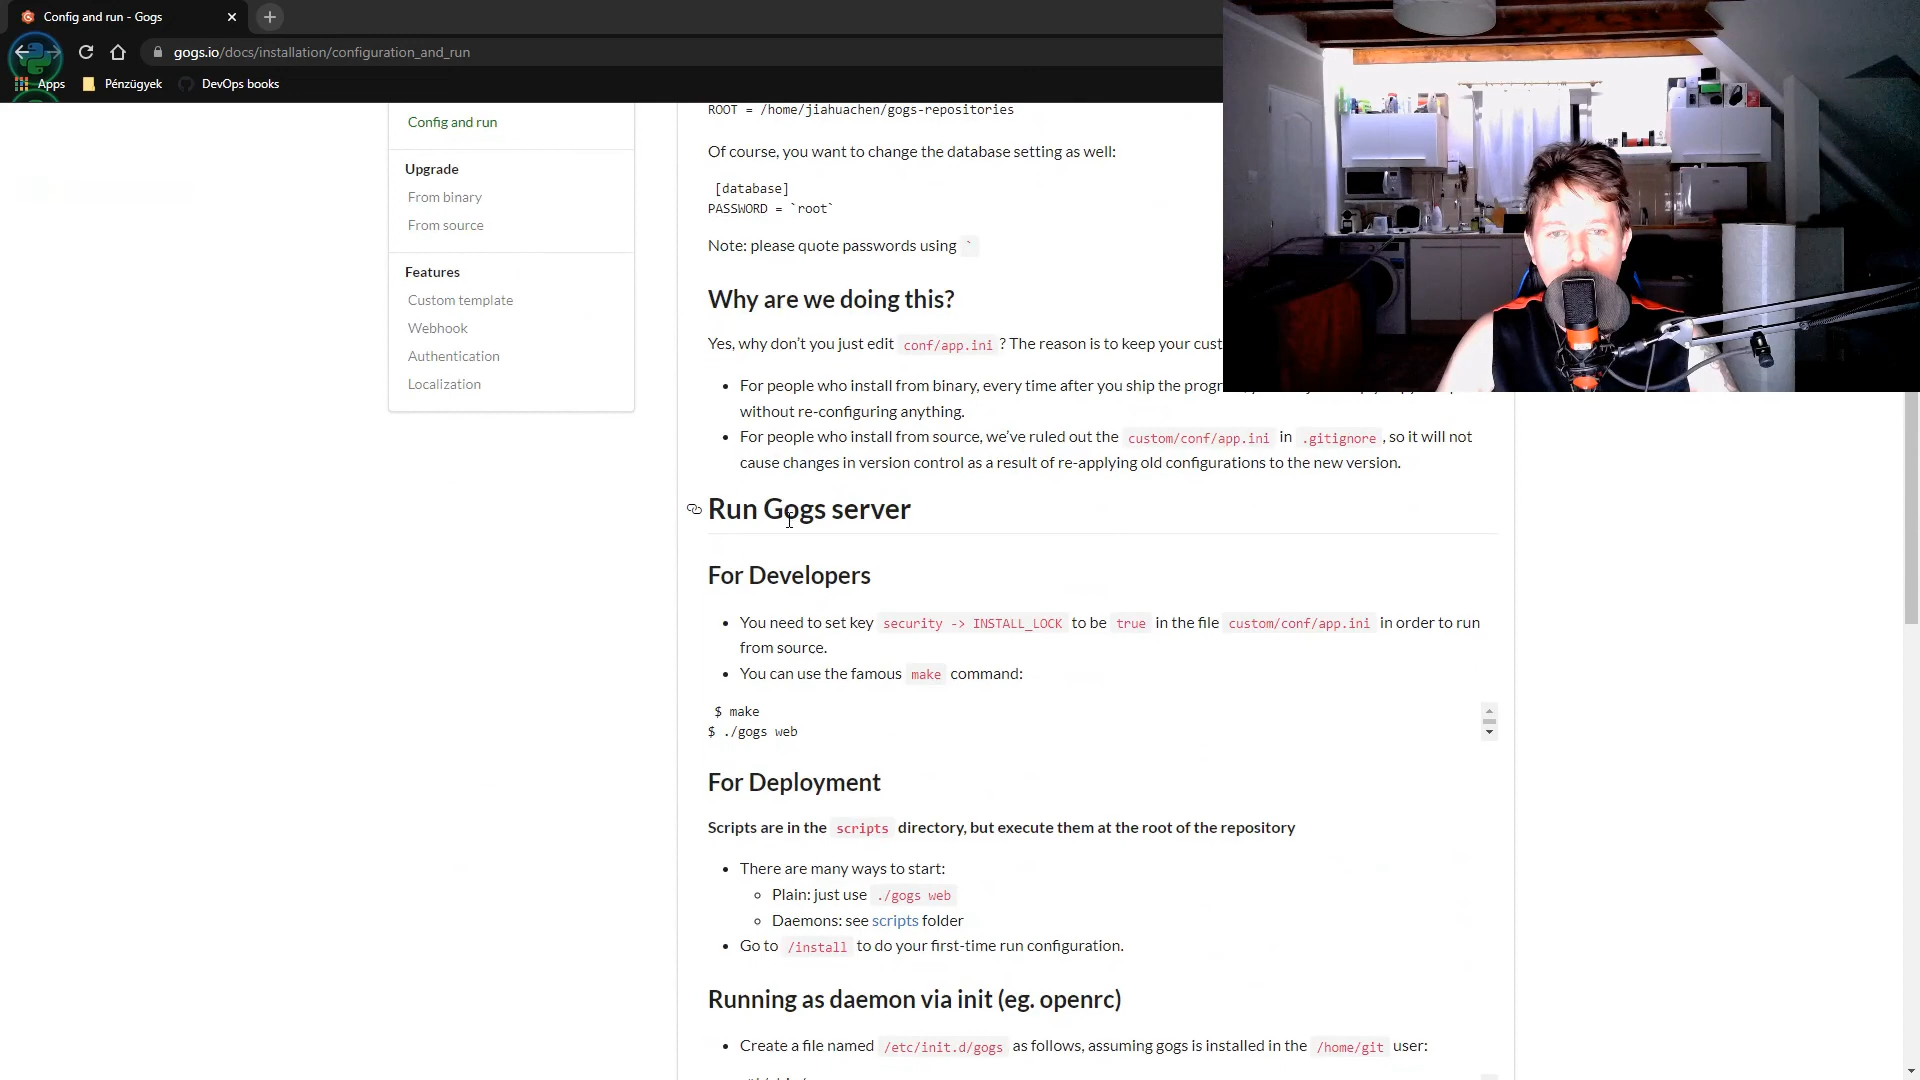 Config and run - Gogs
gogs.io/docs/installation/configuration_and_run
Apps
Pénzügyek
DevOps books
Config and run
Upgrade
From binary
From source
Features
Custom template
Webhook
Authentication
Localization
ROOT = /home/jiahuachen/gogs-repositories
Of course, you want to change the database setting as well:
[database]
PASSWORD = `root`
Note: please quote passwords using `
Why are we doing this?
Yes, why don't you just edit conf/app.ini ? The reason is to keep your cust
• For people who install from binary, every time after you ship the progr
without re-configuring anything.
• For people who install from source, we've ruled out the custom/conf/app.ini in .gitignore , so it will not
cause changes in version control as a result of re-applying old configurations to the new version.
Run Gogs server
For Developers
• You need to set key security -> INSTALL_LOCK to be true in the file custom/conf/app.ini in order to run
from source.
• You can use the famous make command:
$ make
$ ./gogs web
For Deployment
Scripts are in the scripts directory, but execute them at the root of the repository
• There are many ways to start:
◦ Plain: just use ./gogs web
◦ Daemons: see scripts folder
• Go to /install to do your first-time run configuration.
Running as daemon via init (eg. openrc)
• Create a file named /etc/init.d/gogs as follows, assuming gogs is installed in the /home/git user: